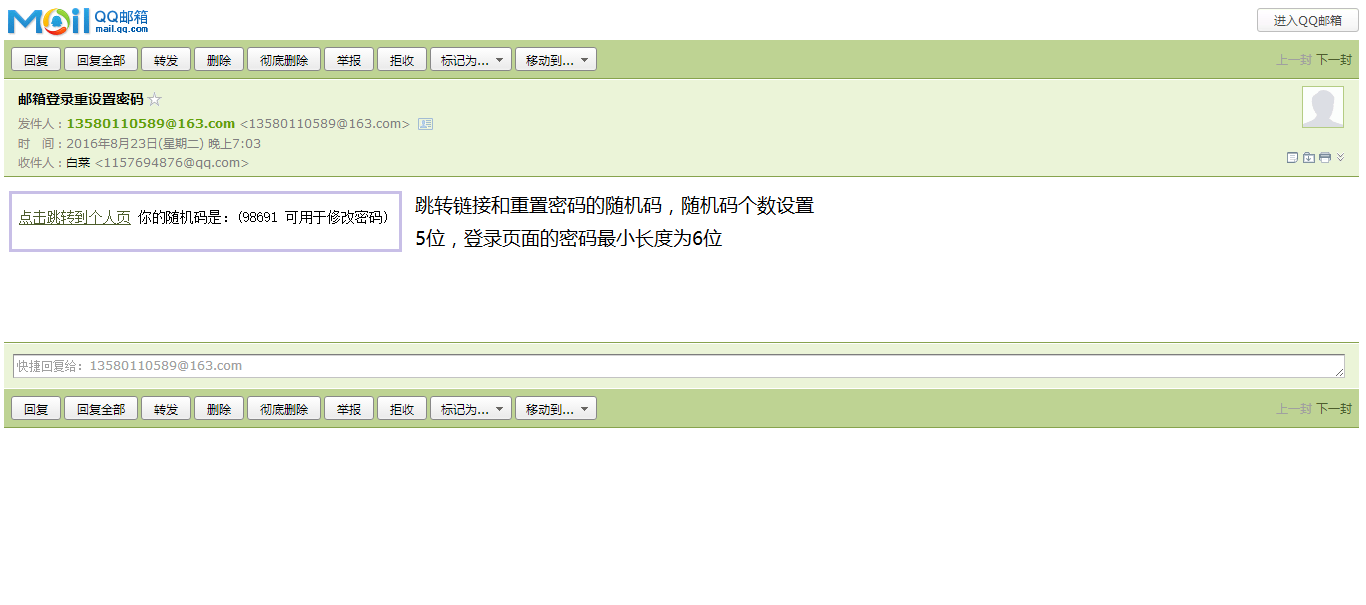 Mail QQ邮箱
mail.qq.com
进入QQ邮箱
回复 回复全部 转发 删除 彻底删除 举报 拒收 标记为... 移动到... 上一封 下一封
邮箱登录重设置密码
发件人：13580110589@163.com <13580110589@163.com>
时 间：2016年8月23日(星期二) 晚上7:03
收件人：白菜 <1157694876@qq.com>
点击跳转到个人页 你的随机码是：(98691 可用于修改密码)
跳转链接和重置密码的随机码，随机码个数设置
5位，登录页面的密码最小长度为6位
快捷回复给：13580110589@163.com
回复 回复全部 转发 删除 彻底删除 举报 拒收 标记为... 移动到... 上一封 下一封